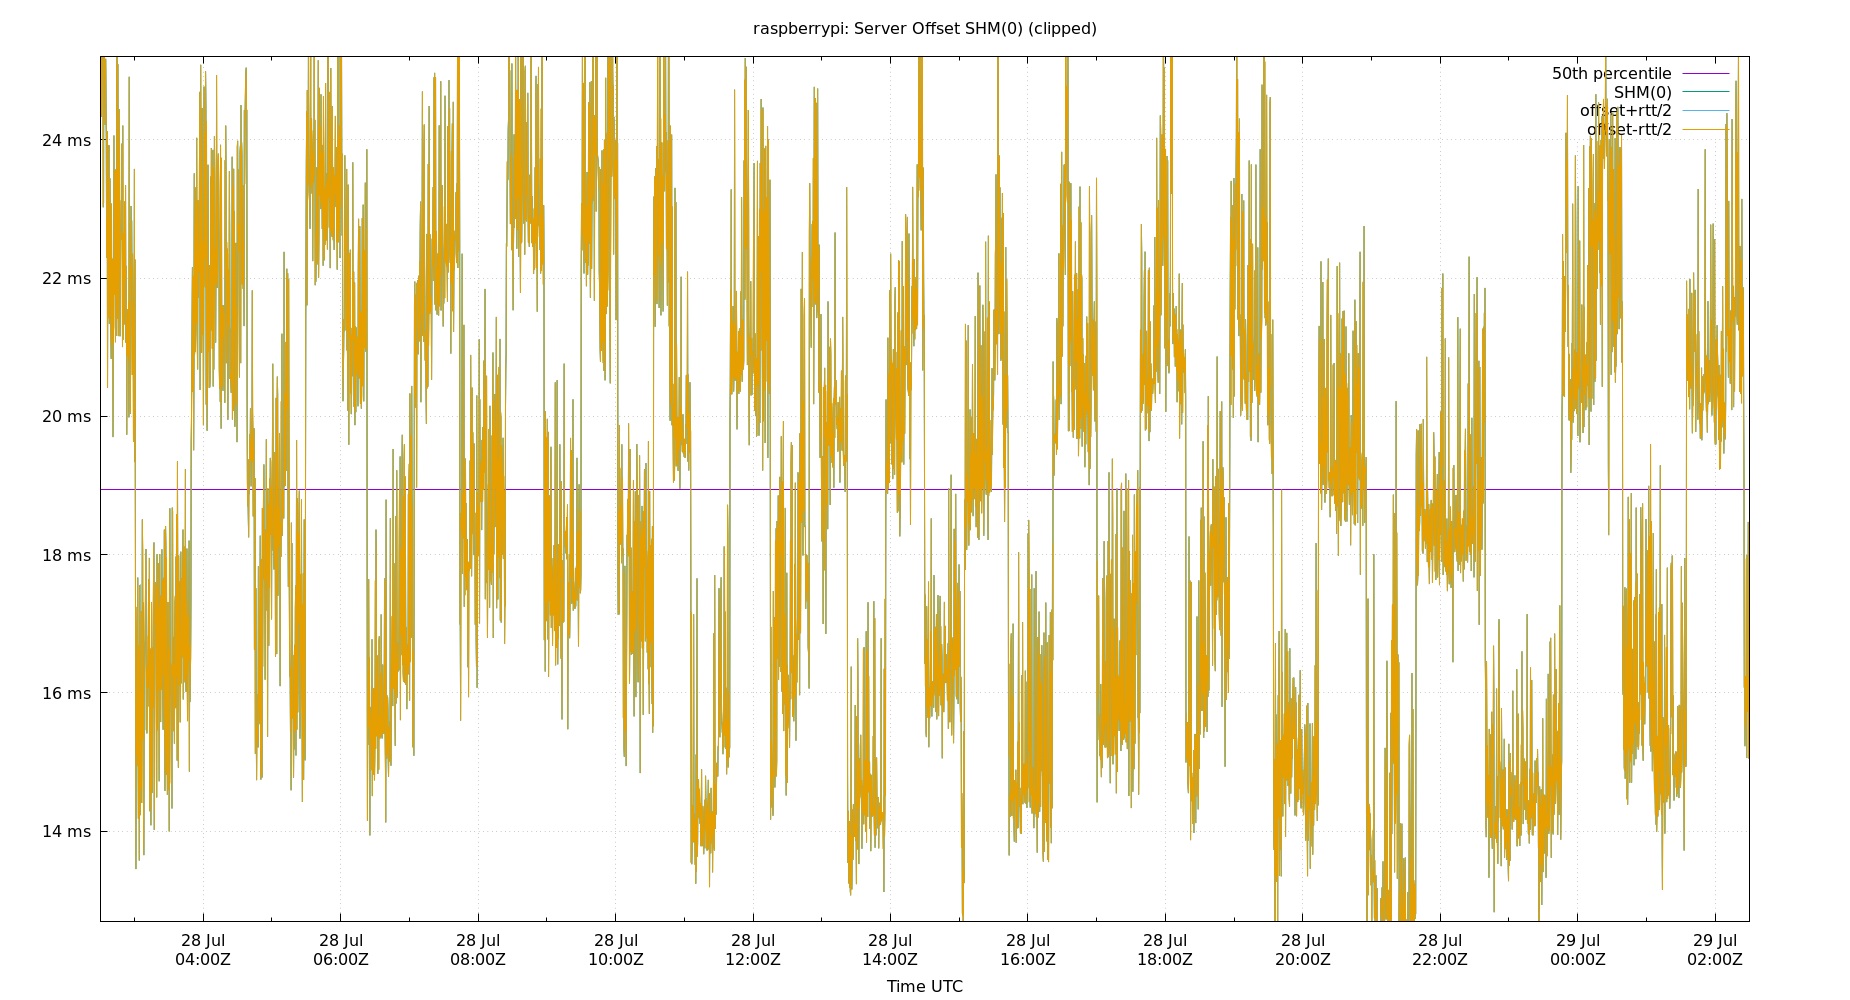 raspberrypi: Server Offset SHM(0) (clipped)
50th percentile
SHM(0)
offset+rtt/2
offset-rtt/2
24 ms
22 ms
20 ms
18 ms
16 ms
14 ms
28 Jul 28 Jul 28 Jul 28 Jul 28 Jul 28 Jul 28 Jul 28 Jul 28 Jul 28 Jul 29 Jul 29 Jul
04:00Z 06:00Z 08:00Z 10:00Z 12:00Z 14:00Z 16:00Z 18:00Z 20:00Z 22:00Z 00:00Z 02:00Z
Time UTC